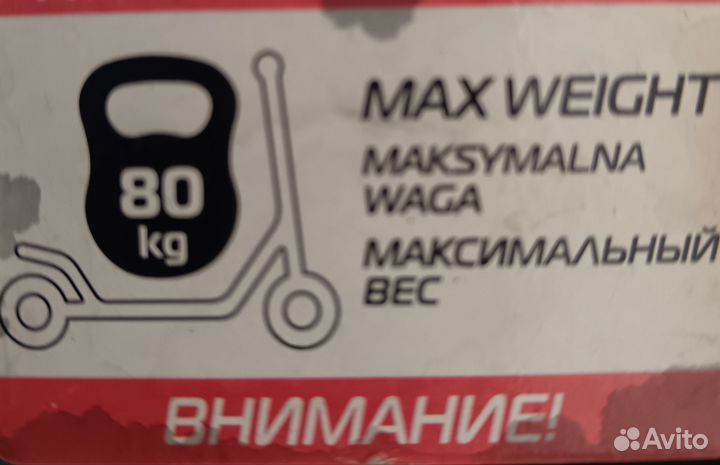 80
kg
MAX WEIGHT
MAKSYMALNA
WAGA
МАКСИМАЛЬНЫЙ
ВЕС
ВНИМАНИЕ!
Avito